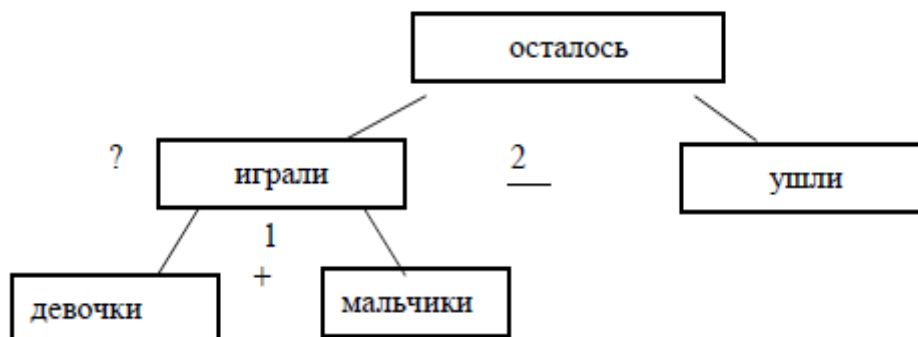 осталось
? играли 2 ушли
—
1
+
девочки мальчики